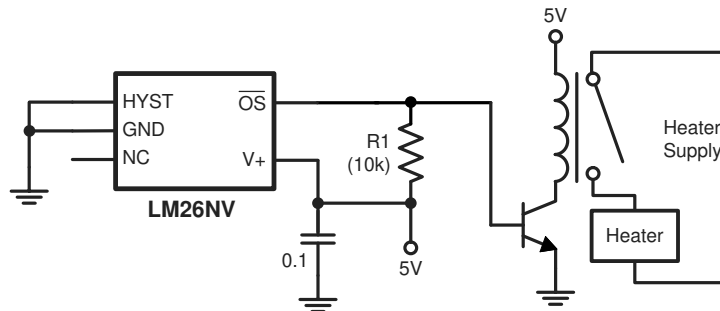 5V
HYST
OS
GND
NC
V+
R1
(10k)
LM26NV
0.1
5V
Heater
Supply
Heater